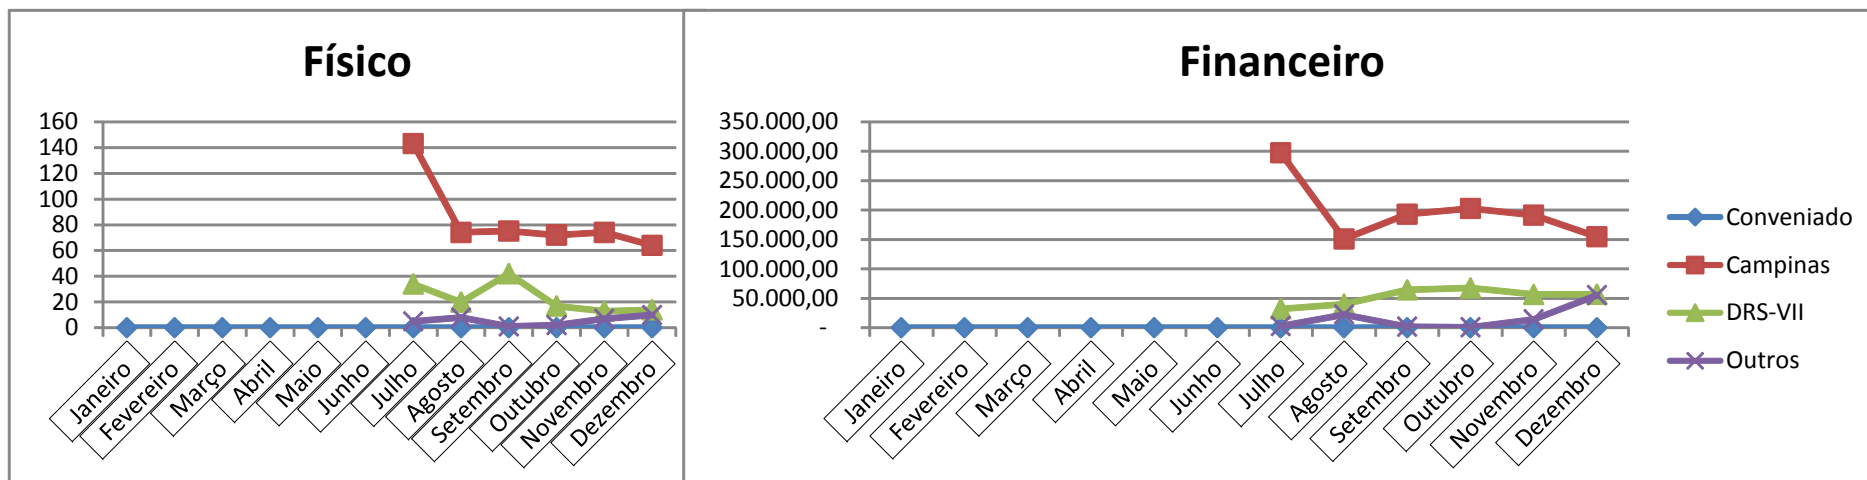 Físico
160
140
120
100
80
60
40
20
0
Janeiro
Fevereiro
Março
Abril
Maio
Junho
Julho
Agosto
Setembro
Outubro
Novembro
Dezembro
Financeiro
350.000,00
300.000,00
250.000,00
200.000,00
150.000,00
100.000,00
50.000,00
-
Janeiro
Fevereiro
Março
Abril
Maio
Junho
Julho
Agosto
Setembro
Outubro
Novembro
Dezembro
Conveniado
Campinas
DRS-VII
Outros